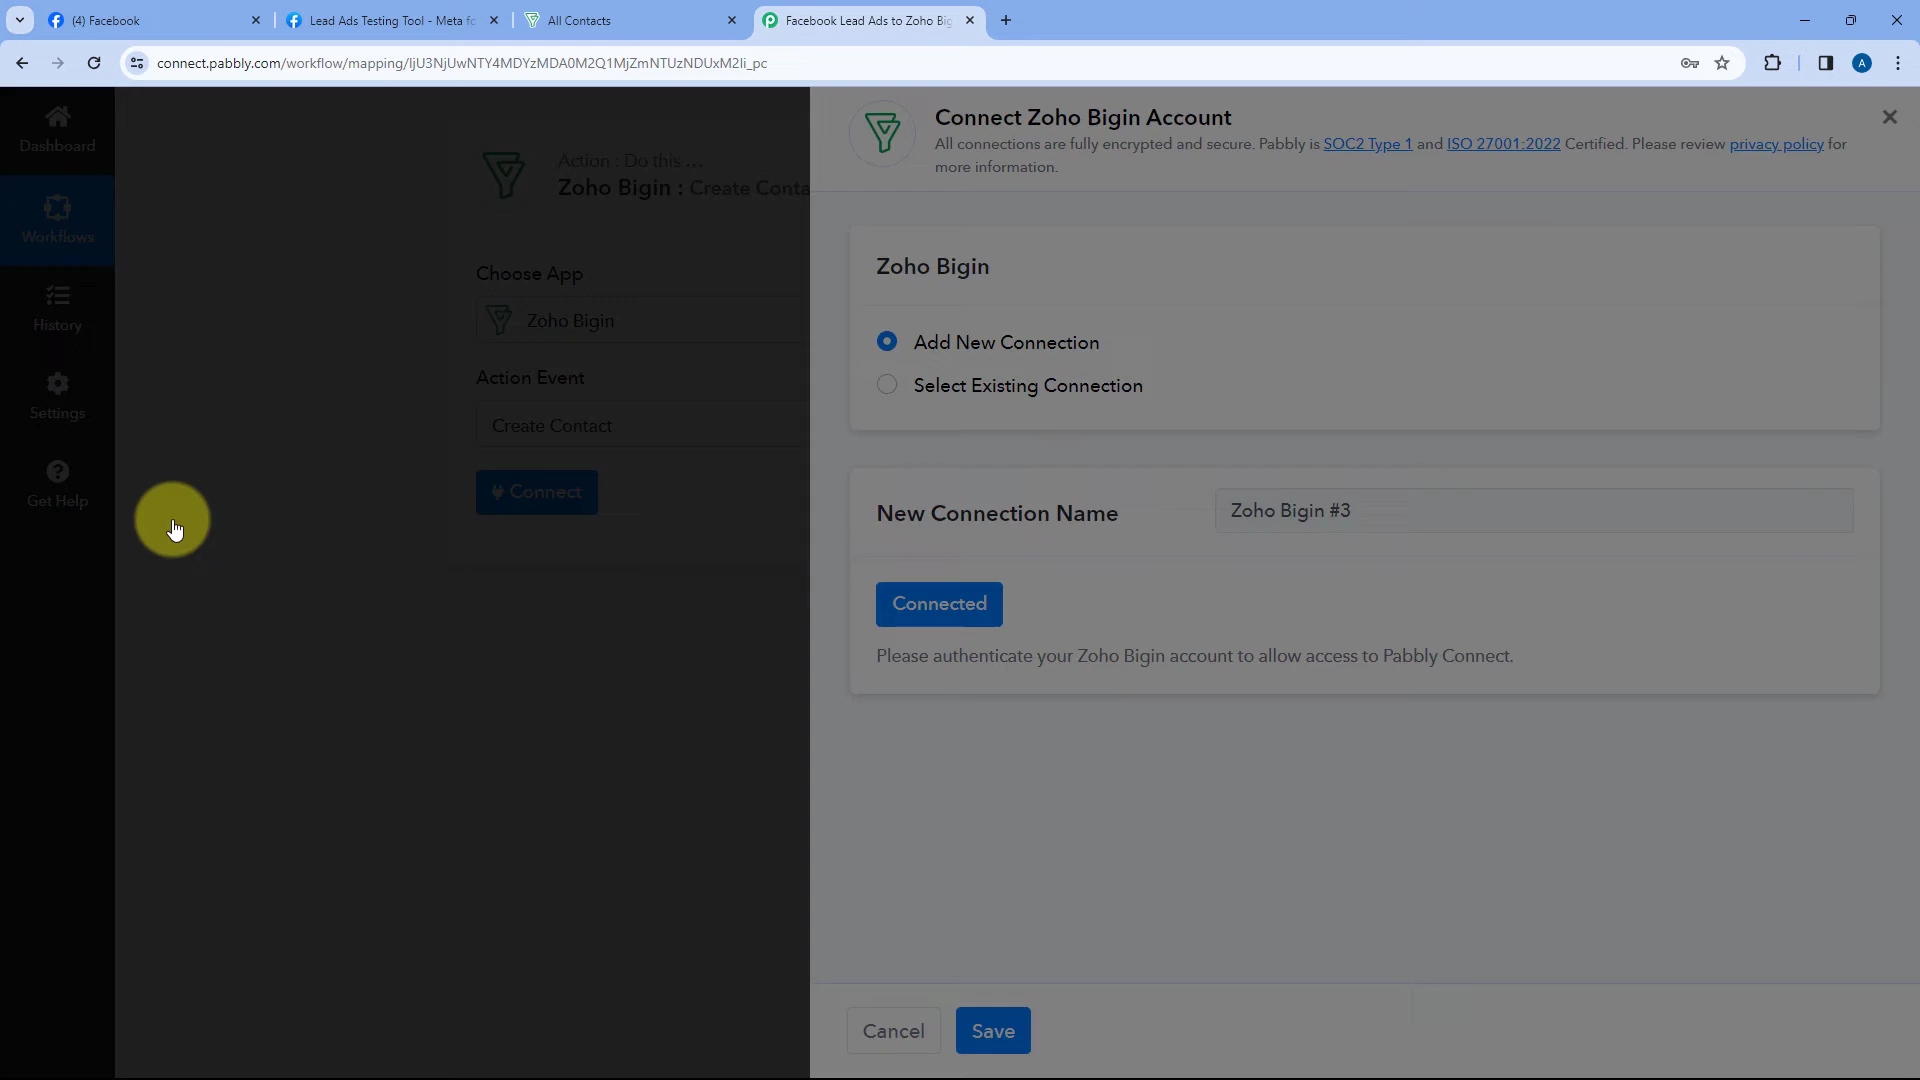 (4) Facebook
Lead Ads Testing Tool - Meta fo
All Contacts
Facebook Lead Ads to Zoho Big
connect.pabbly.com/workflow/mapping/IjU3NjUwNTY4MDYzMDA0M2Q1MjZmNTUzNDUxM2Ii_pc
A
Dashboard
Workflows
History
Settings
Get Help
Action : Do this ...
Zoho Bigin : Create Conta
Choose App
Zoho Bigin
Action Event
Create Contact
Connect
Connect Zoho Bigin Account
All connections are fully encrypted and secure. Pabbly is SOC2 Type 1 and ISO 27001:2022 Certified. Please review privacy policy for
more information.
Zoho Bigin
Add New Connection
Select Existing Connection
New Connection Name
Zoho Bigin #3
Connected
Please authenticate your Zoho Bigin account to allow access to Pabbly Connect.
Cancel
Save